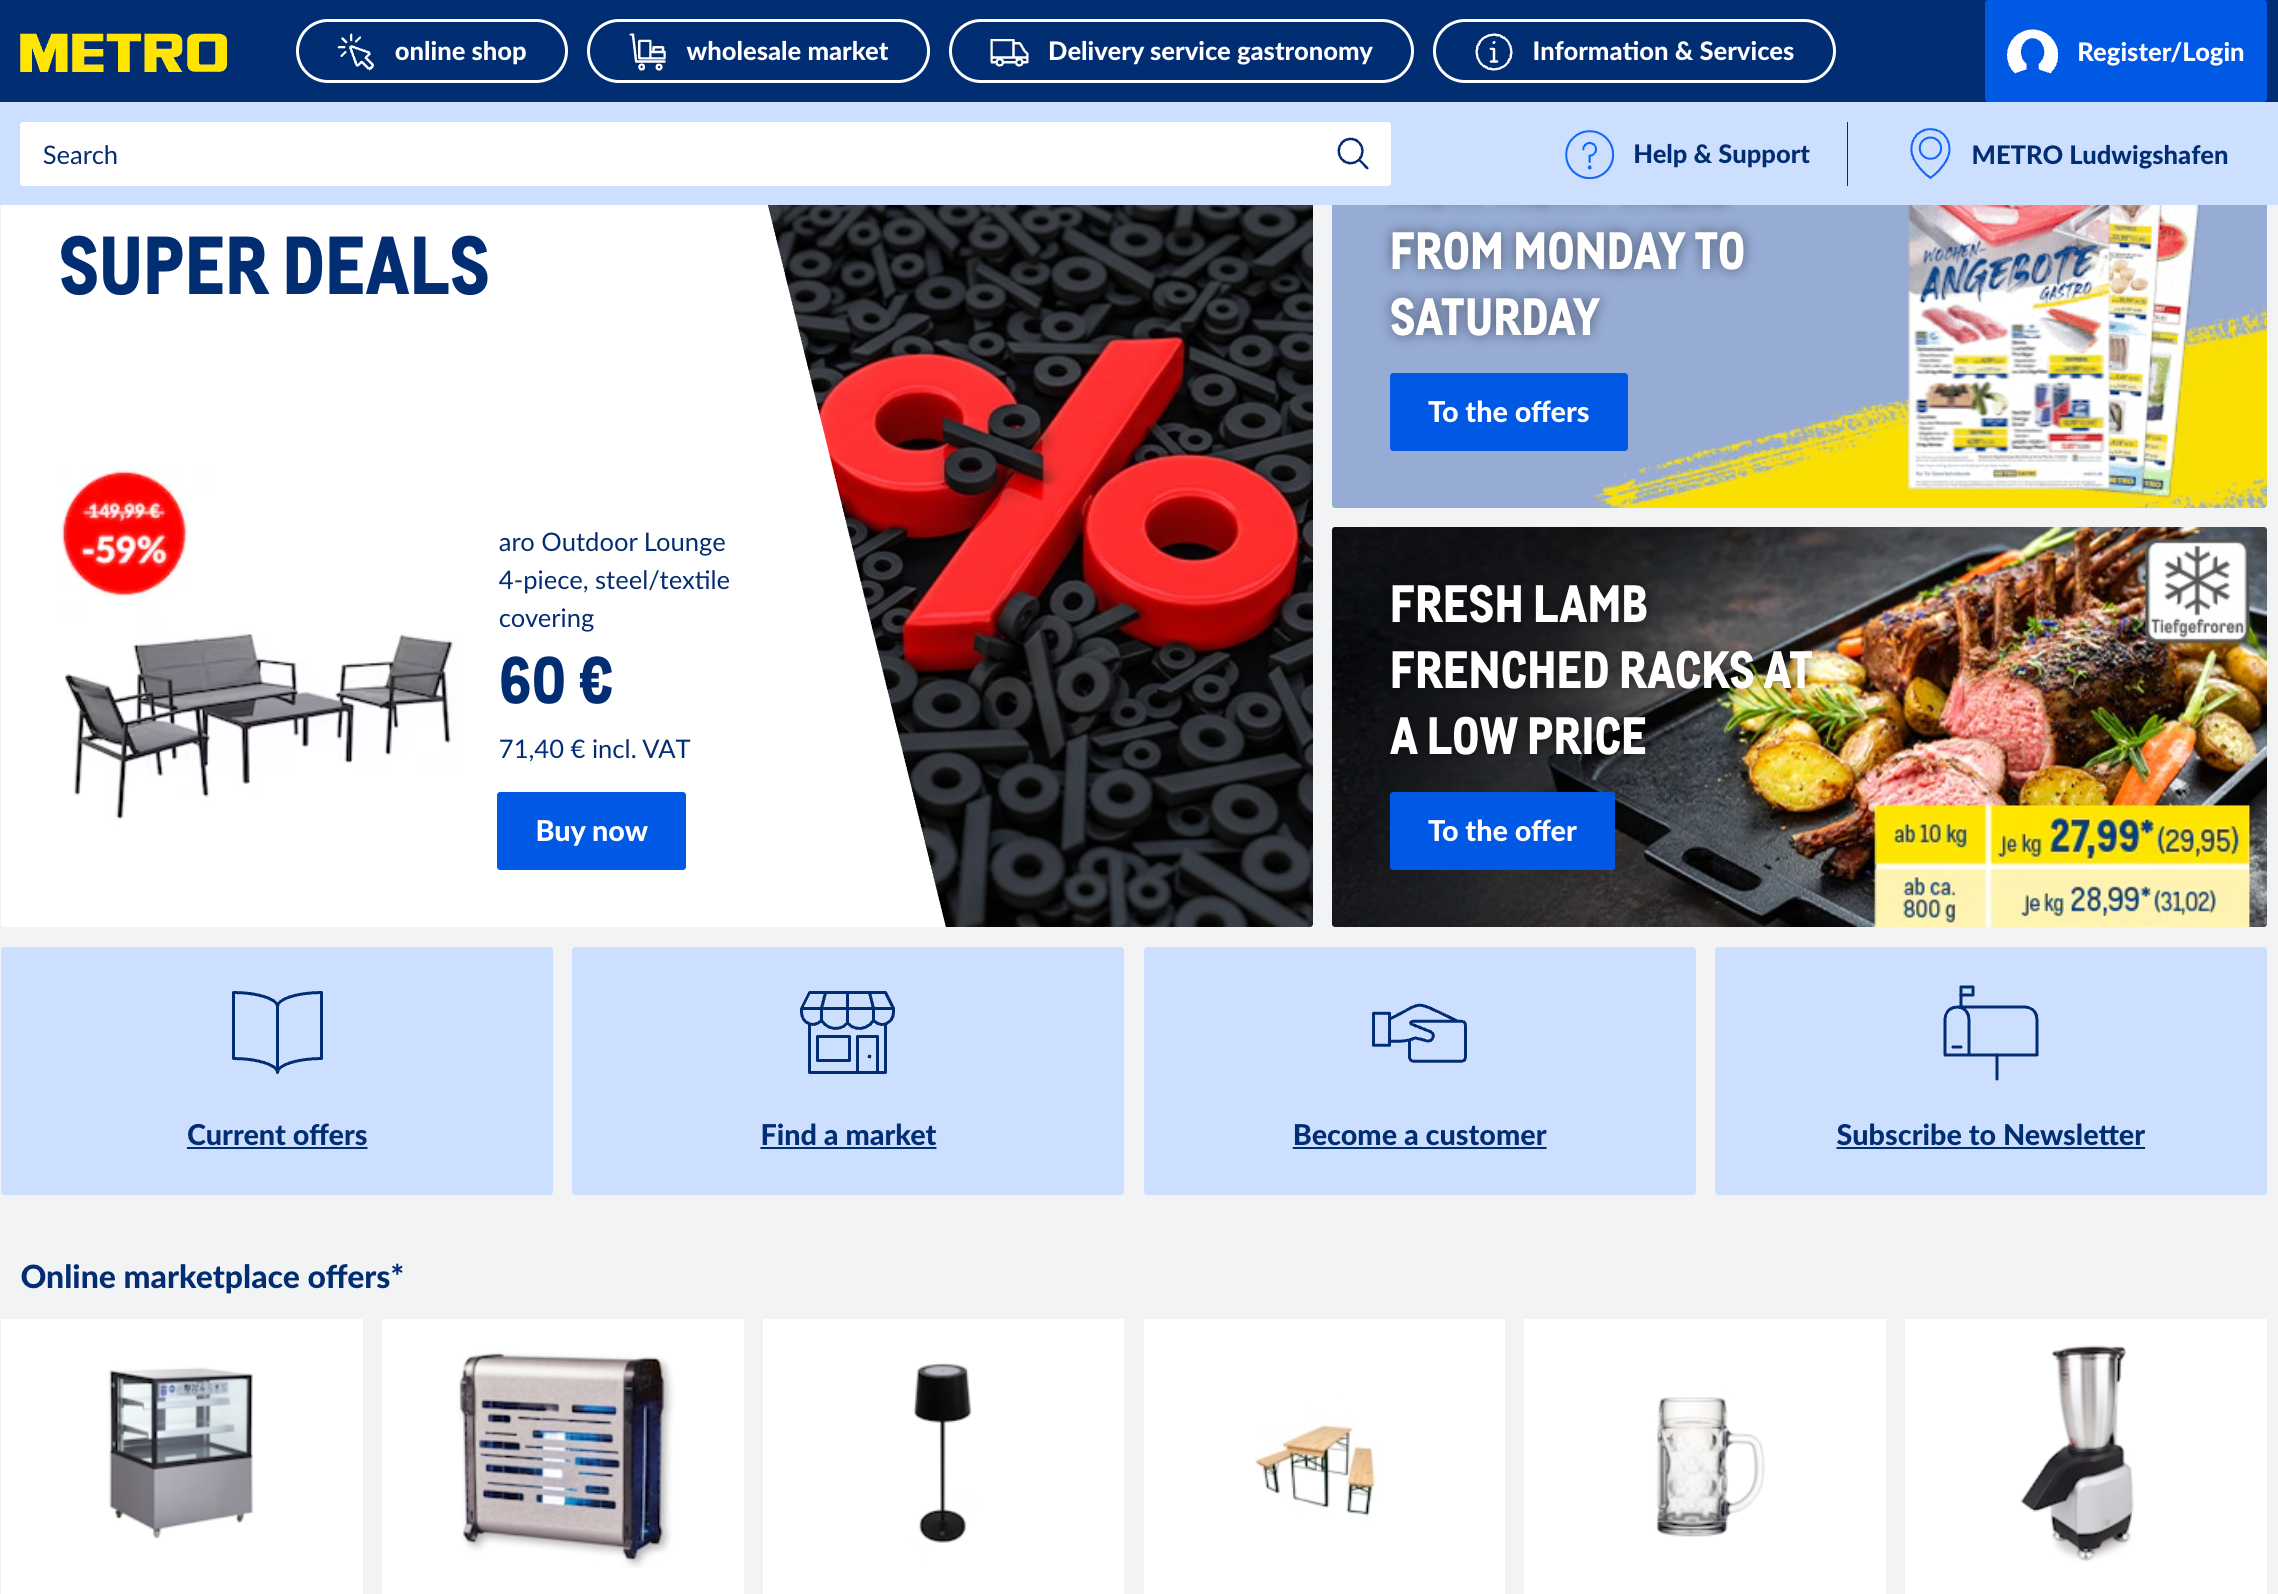 METRO
online shop
wholesale market
Delivery service gastronomy
Information & Services
Register/Login
Search
Help & Support
METRO Ludwigshafen
SUPER DEALS
149,99 €
-59%
aro Outdoor Lounge
4-piece, steel/textile
covering
60 €
71,40 € incl. VAT
Buy now
FROM MONDAY TO
SATURDAY
To the offers
WOCHEN-
ANGEBOTE
GASTRO
FRESH LAMB
FRENCHED RACKS AT
A LOW PRICE
To the offer
Tiefgefroren
ab 10 kg
Je kg 27,99* (29,95)
ab ca.
800 g
Je kg 28,99* (31,02)
Current offers
Find a market
Become a customer
Subscribe to Newsletter
Online marketplace offers*